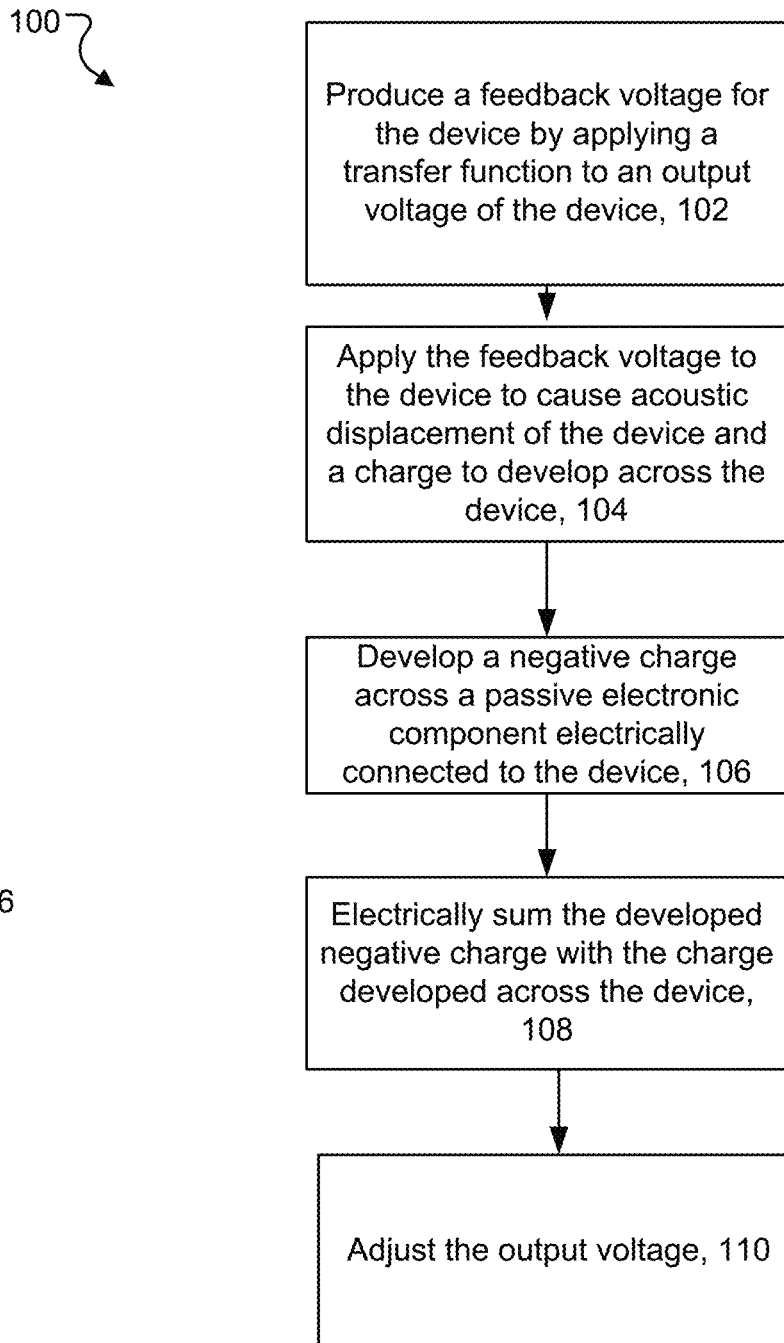 100
Produce a feedback voltage for
the device by applying a
transfer function to an output
voltage of the device, 102
Apply the feedback voltage to
the device to cause acoustic
displacement of the device and
a charge to develop across the
device, 104
Develop a negative charge
across a passive electronic
component electrically
connected to the device, 106
6
Electrically sum the developed
negative charge with the charge
developed across the device,
108
Adjust the output voltage, 110